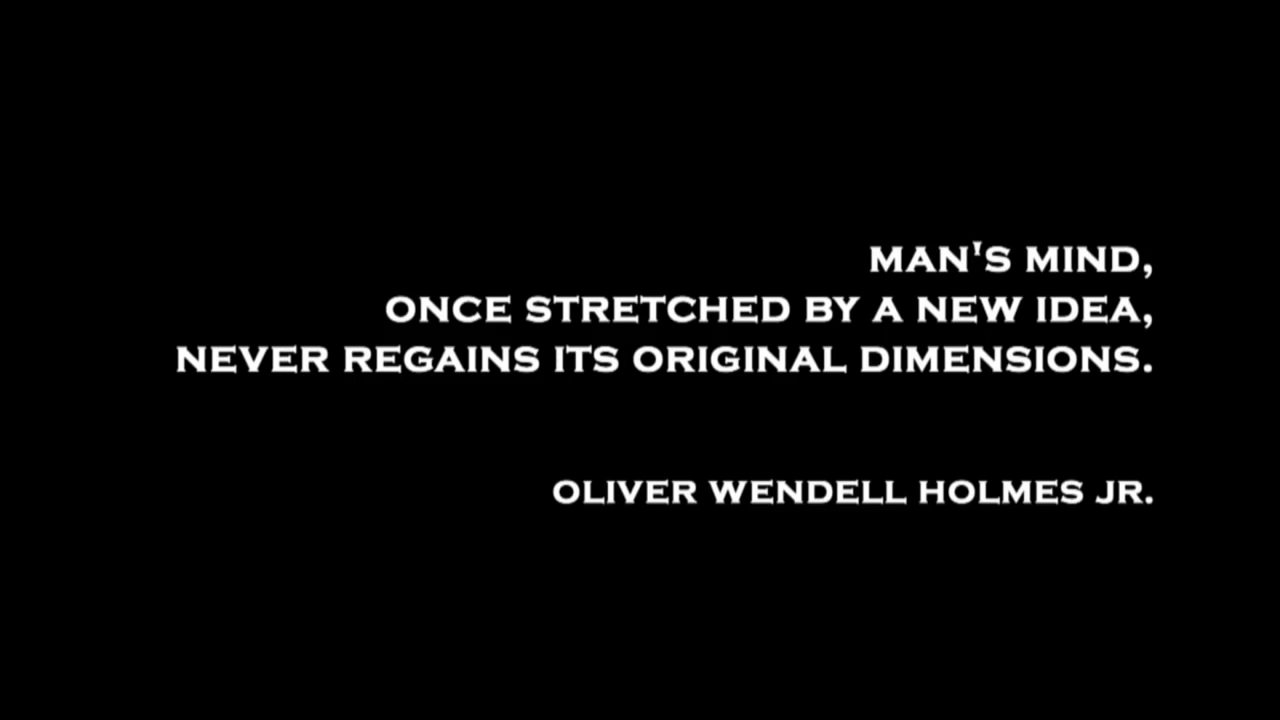 MAN'S MIND,
ONCE STRETCHED BY A NEW IDEA,
NEVER REGAINS ITS ORIGINAL DIMENSIONS.
OLIVER WENDELL HOLMES JR.